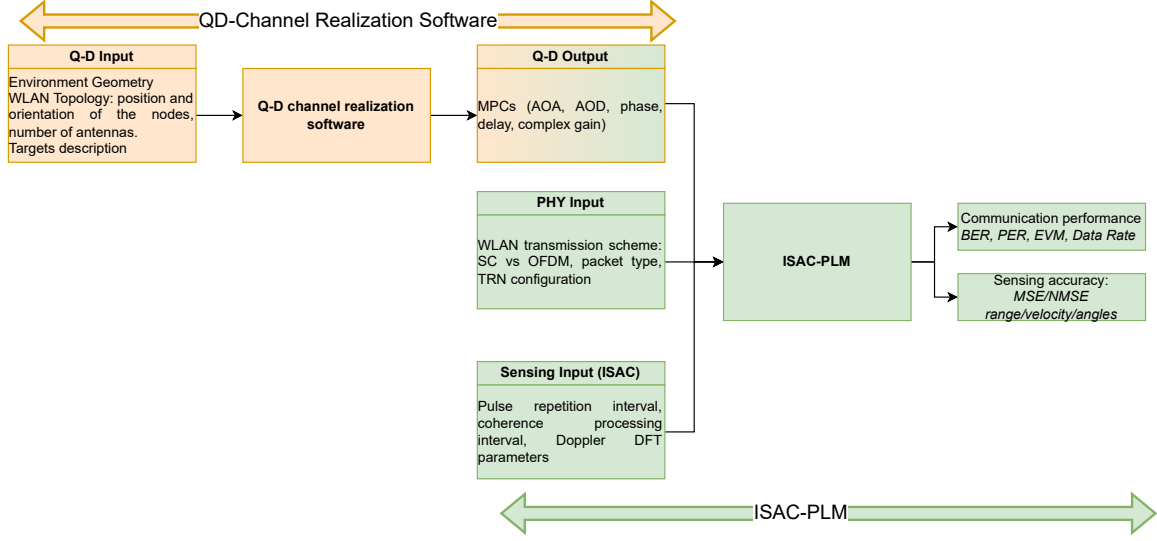 QD-Channel Realization Software
Q-D Input
Environment Geometry
WLAN Topology: position and
orientation of the nodes,
number of antennas.
Targets description
Q-D channel realization
software
Q-D Output
MPCs (AOA, AOD, phase,
delay, complex gain)
PHY Input
WLAN transmission scheme:
SC vs OFDM, packet type,
TRN configuration
Sensing Input (ISAC)
Pulse repetition interval,
coherence processing
interval, Doppler DFT
parameters
ISAC-PLM
Communication performance
BER, PER, EVM, Data Rate
Sensing accuracy:
MSE/NMSE
range/velocity/angles
ISAC-PLM